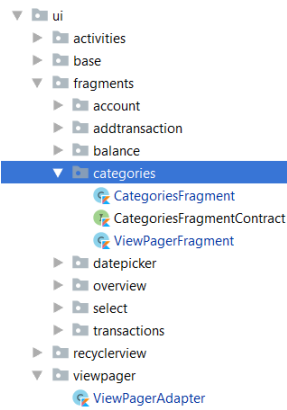 ui
activities
base
fragments
account
addtransaction
balance
categories
CategoriesFragment
CategoriesFragmentContract
ViewPagerFragment
datepicker
overview
select
transactions
recyclerview
viewpager
ViewPagerAdapter